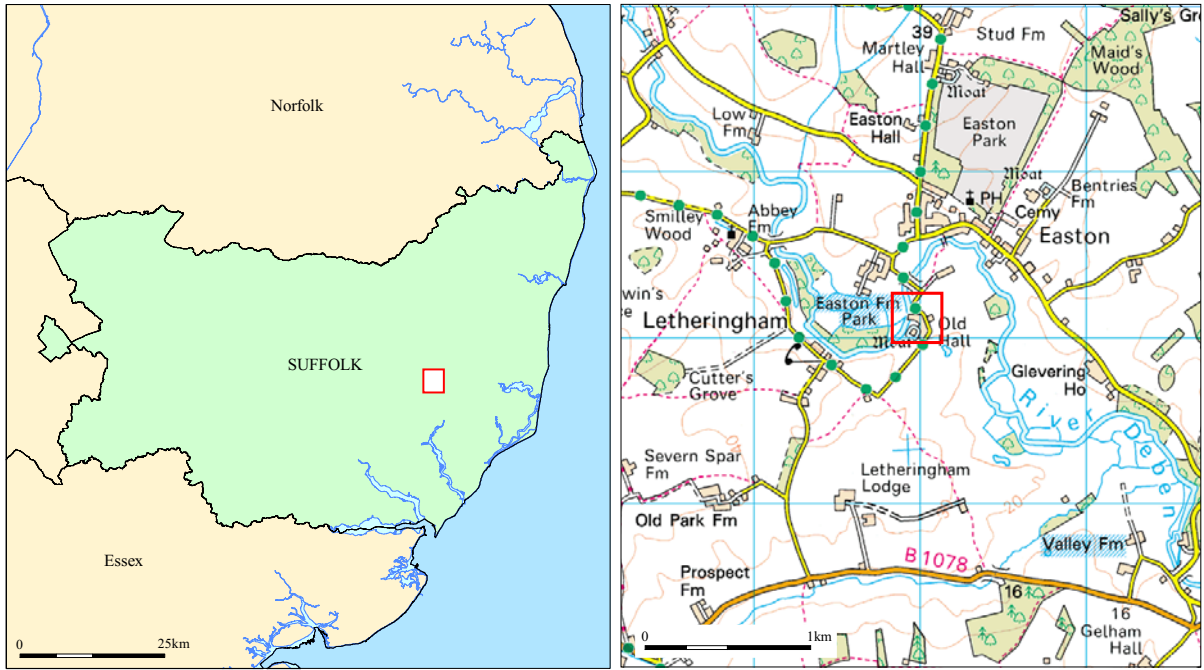 Norfolk
SUFFOLK
Essex
0
25km
Sally's Gr
39
Stud Fm
Martley
Hall
Maid's
Wood
Moat
Low
Fm
Easton
Hall
Easton
Park
Moat
PH
Bentries
Fm
Cemy
Smilley
Wood
Abbey
Fm
Easton
win's
e
Easton Fm
Park
Letheringham
Moat
Old
Hall
Cutter's
Grove
Glevering
Ho
River Deben
Severn Spar
Fm
Letheringham
Lodge
20
Old Park Fm
Valley Fm
B 1078
Prospect
Fm
16
16
Gelham
Hall
0
1km